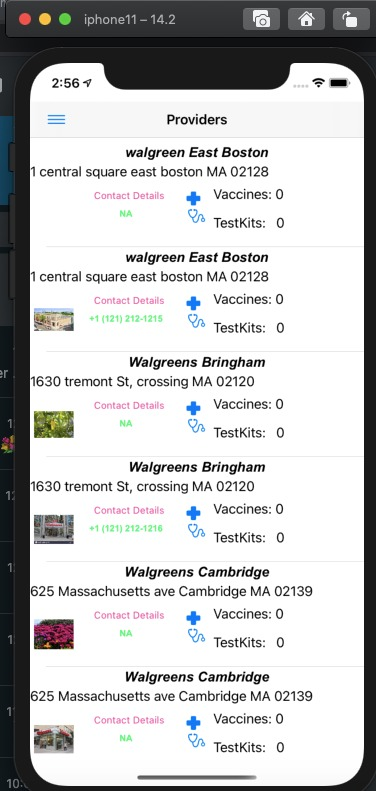 iphone11 – 14.2
2:56
Providers
walgreen East Boston
1 central square east boston MA 02128
Contact Details
Vaccines: 0
NA
TestKits: 0
walgreen East Boston
1 central square east boston MA 02128
Contact Details
Vaccines: 0
+1 (121) 212-1215
TestKits: 0
Walgreens Bringham
1630 tremont St, crossing MA 02120
Contact Details
Vaccines: 0
NA
TestKits: 0
Walgreens Bringham
1630 tremont St, crossing MA 02120
Contact Details
Vaccines: 0
+1 (121) 212-1216
TestKits: 0
Walgreens Cambridge
625 Massachusetts ave Cambridge MA 02139
Contact Details
Vaccines: 0
NA
TestKits: 0
Walgreens Cambridge
625 Massachusetts ave Cambridge MA 02139
Contact Details
Vaccines: 0
NA
TestKits: 0